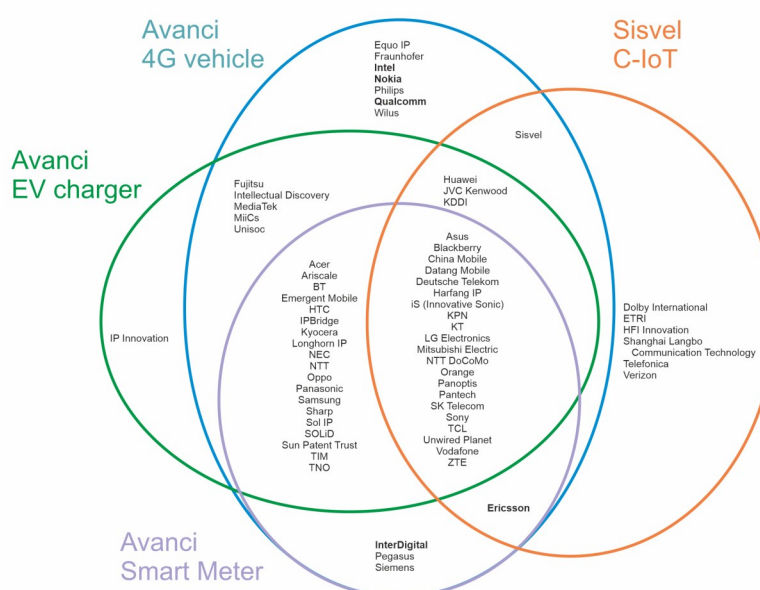 Avanci
4G vehicle
Sisvel
C-IoT
Avanci
EV charger
Avanci
Smart Meter
Equo IP
Fraunhofer
Intel
Nokia
Philips
Qualcomm
Wilus
Sisvel
Fujitsu
Intellectual Discovery
MediaTek
MiiCs
Unisoc
Huawei
JVC Kenwood
KDDI
Acer
Ariscale
BT
Emergent Mobile
HTC
IPBridge
Kyocera
Longhorn IP
NEC
NTT
Oppo
Panasonic
Samsung
Sharp
Sol IP
SOLiD
Sun Patent Trust
TIM
TNO
Asus
Blackberry
China Mobile
Datang Mobile
Deutsche Telekom
Harfang IP
iS (Innovative Sonic)
KPN
KT
LG Electronics
Mitsubishi Electric
NTT DoCoMo
Orange
Panoptis
Pantech
SK Telecom
Sony
TCL
Unwired Planet
Vodafone
ZTE
IP Innovation
Dolby International
ETRI
HFI Innovation
Shanghai Langbo
Communication Technology
Telefonica
Verizon
Ericsson
InterDigital
Pegasus
Siemens